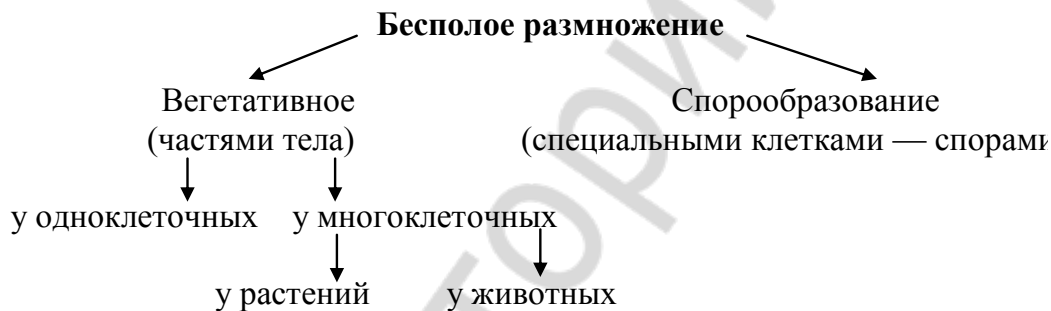 Бесполое размножение
Вегетативное Спорообразование
(частями тела) (специальными клетками — спорами
у одноклеточных у многоклеточных
у растений у животных